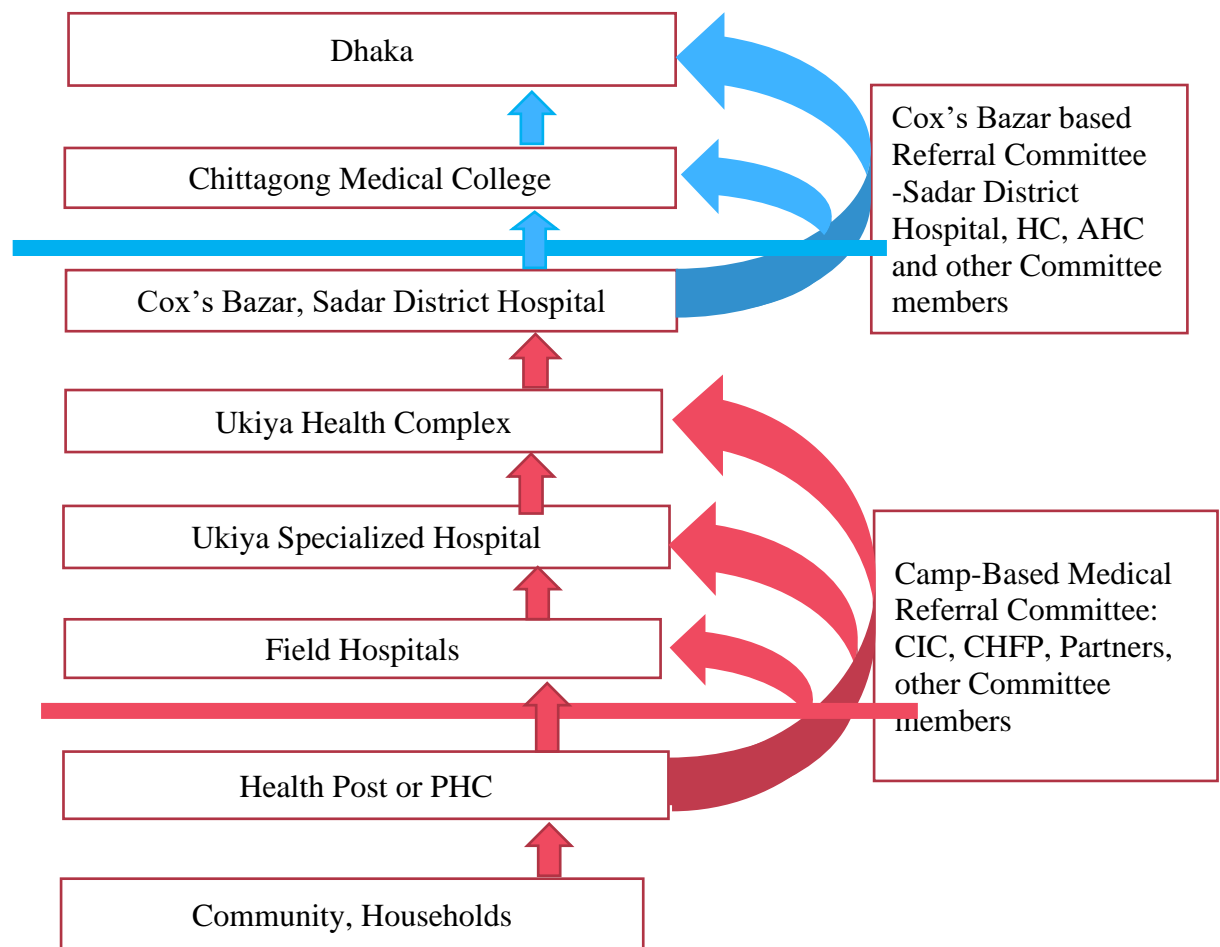 Dhaka
Chittagong Medical College
Cox’s Bazar, Sadar District Hospital
Ukiya Health Complex
Ukiya Specialized Hospital
Field Hospitals
Health Post or PHC
Community, Households
Cox’s Bazar based
Referral Committee
-Sadar District
Hospital, HC, AHC
and other Committee
members
Camp-Based Medical
Referral Committee:
CIC, CHFP, Partners,
other Committee
members